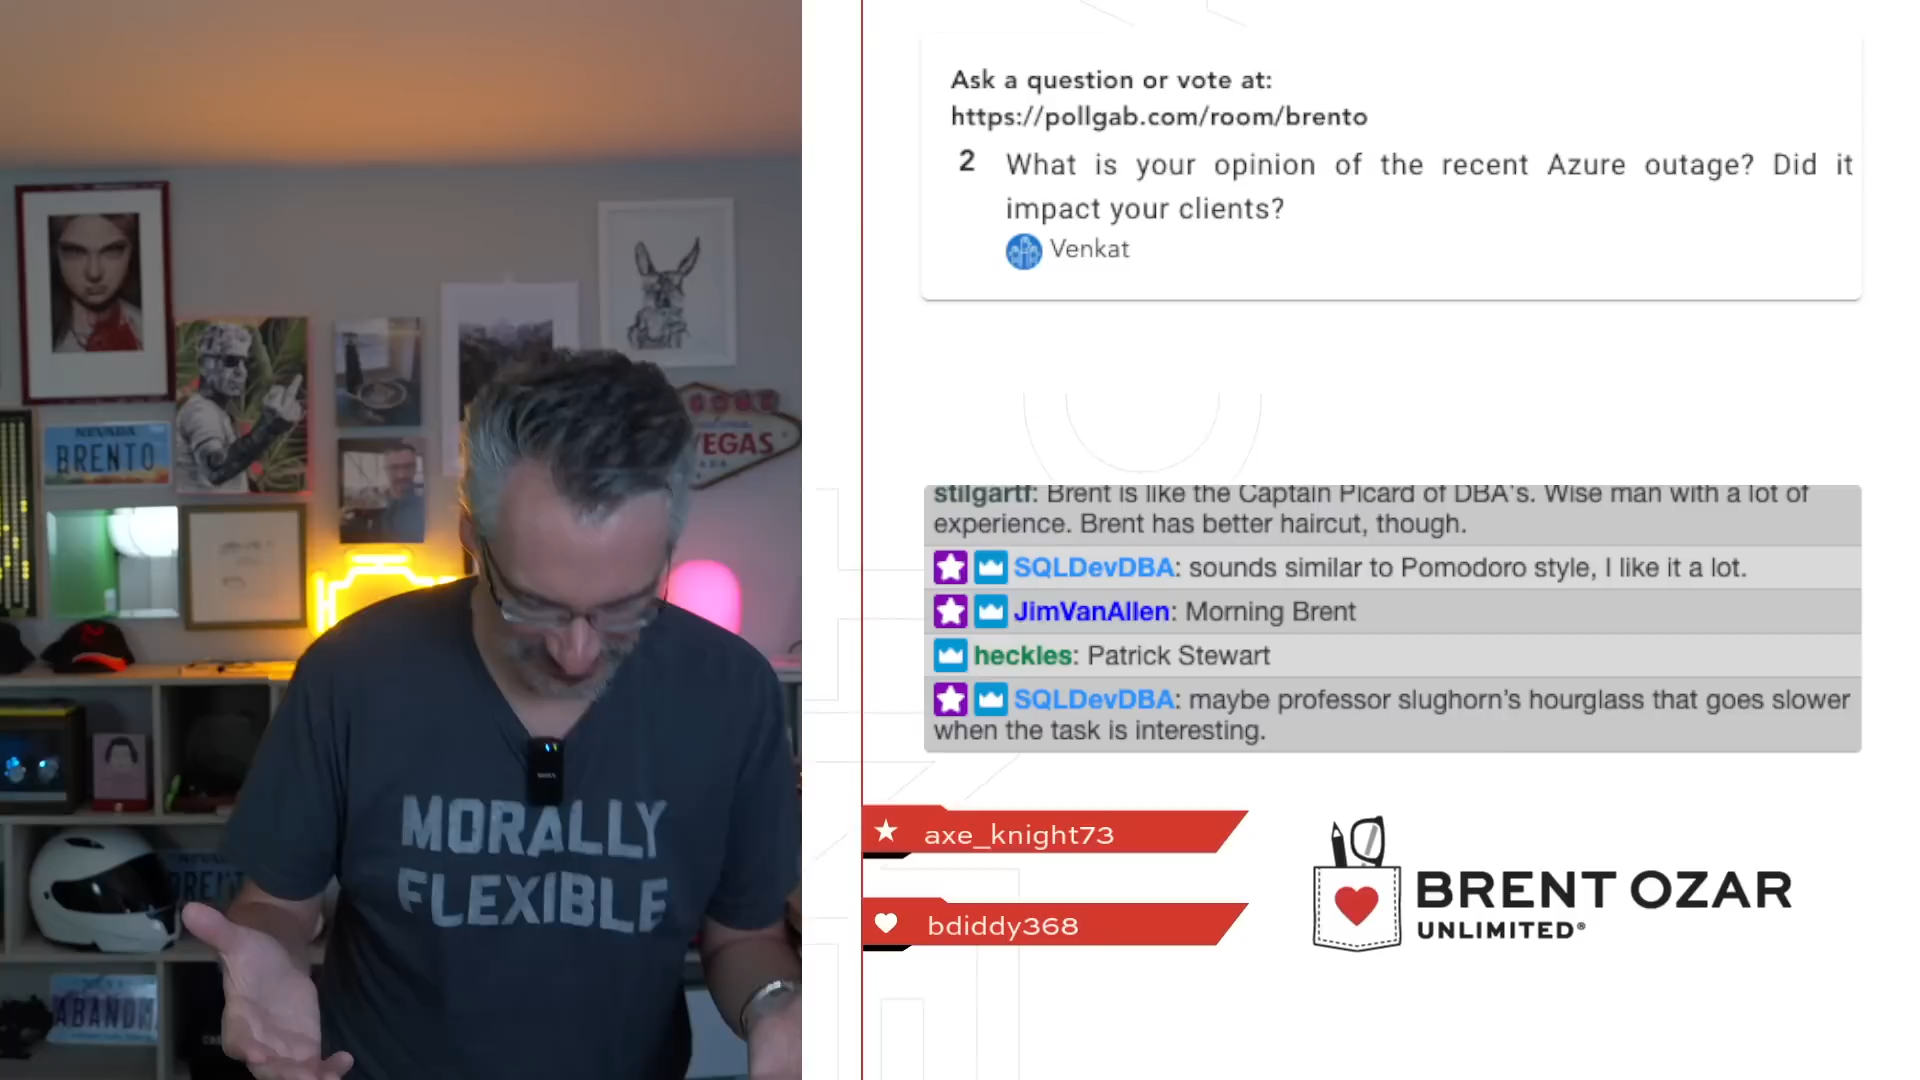 Ask a question or vote at:
https://pollgab.com/room/brento
2 What is your opinion of the recent Azure outage? Did it
impact your clients?
Venkat
stilgartf: Brent is like the Captain Picard of DBA's. Wise man with a lot of
experience. Brent has better haircut, though.
SQLDevDBA: sounds similar to Pomodoro style, I like it a lot.
JimVanAllen: Morning Brent
heckles: Patrick Stewart
SQLDevDBA: maybe professor slughorn's hourglass that goes slower
when the task is interesting.
axe_knight73
bdiddy368
BRENT OZAR
UNLIMITED®
NEVADA
BRENTO
VEGAS
MORALLY
FLEXIBLE